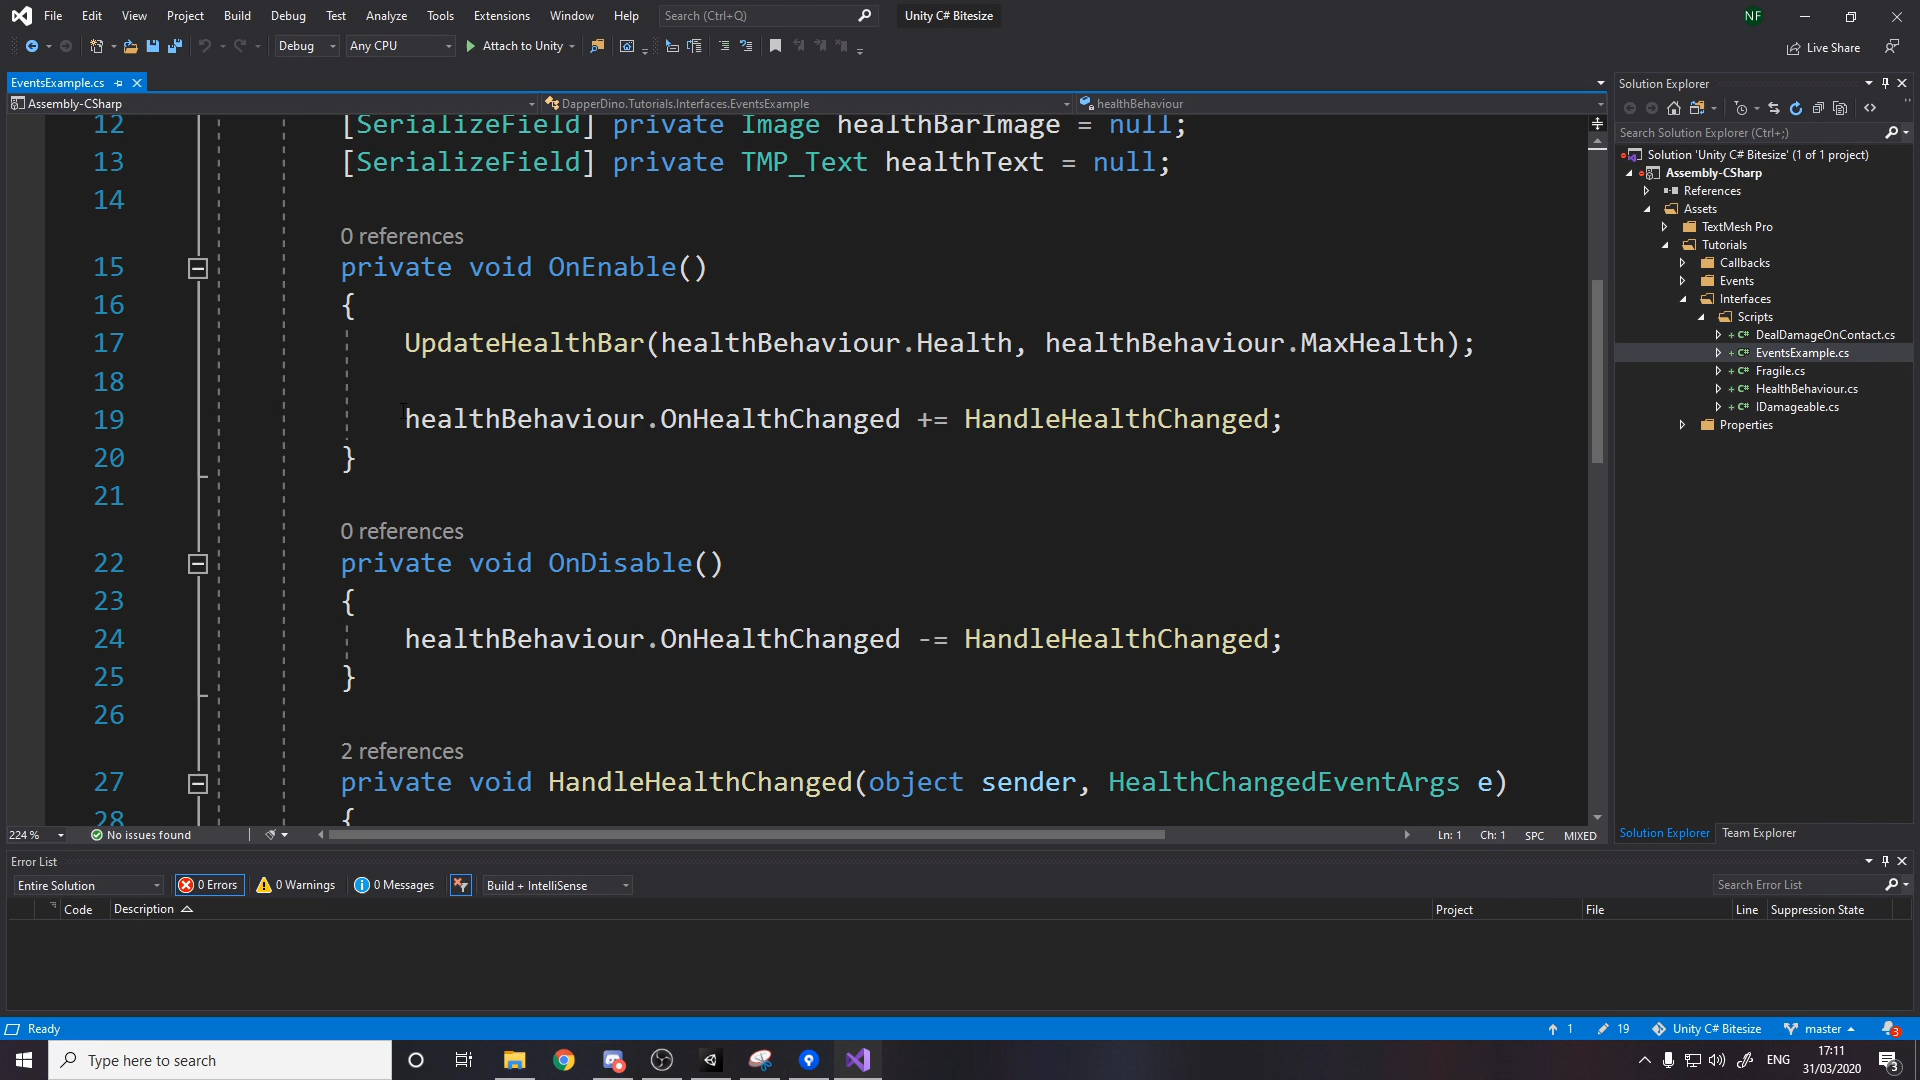 File Edit View Project Build Debug Test Analyze Tools Extensions Window Help Search (Ctrl+Q) Unity C# Bitesize NF
Debug Any CPU Attach to Unity Live Share
EventsExample.cs
Assembly-CSharp DapperDino.Tutorials.Interfaces.EventsExample healthBehaviour
12 [SerializeField] private Image healthBarImage = null;
13 [SerializeField] private TMP_Text healthText = null;
14
0 references
15 private void OnEnable()
16 {
17 UpdateHealthBar(healthBehaviour.Health, healthBehaviour.MaxHealth);
18
19 healthBehaviour.OnHealthChanged += HandleHealthChanged;
20 }
21
0 references
22 private void OnDisable()
23 {
24 healthBehaviour.OnHealthChanged -= HandleHealthChanged;
25 }
26
2 references
27 private void HandleHealthChanged(object sender, HealthChangedEventArgs e)
28 {
224 % No issues found Ln: 1 Ch: 1 SPC MIXED
Solution Explorer
Search Solution Explorer (Ctrl+;)
Solution 'Unity C# Bitesize' (1 of 1 project)
Assembly-CSharp
References
Assets
TextMesh Pro
Tutorials
Callbacks
Events
Interfaces
Scripts
C# DealDamageOnContact.cs
C# EventsExample.cs
C# Fragile.cs
C# HealthBehaviour.cs
C# IDamageable.cs
Properties
Solution Explorer Team Explorer
Error List
Entire Solution 0 Errors 0 Warnings 0 Messages Build + IntelliSense Search Error List
Code Description Project File Line Suppression State
Ready 1 19 Unity C# Bitesize master 3
Type here to search ENG 17:11
31/03/2020 3